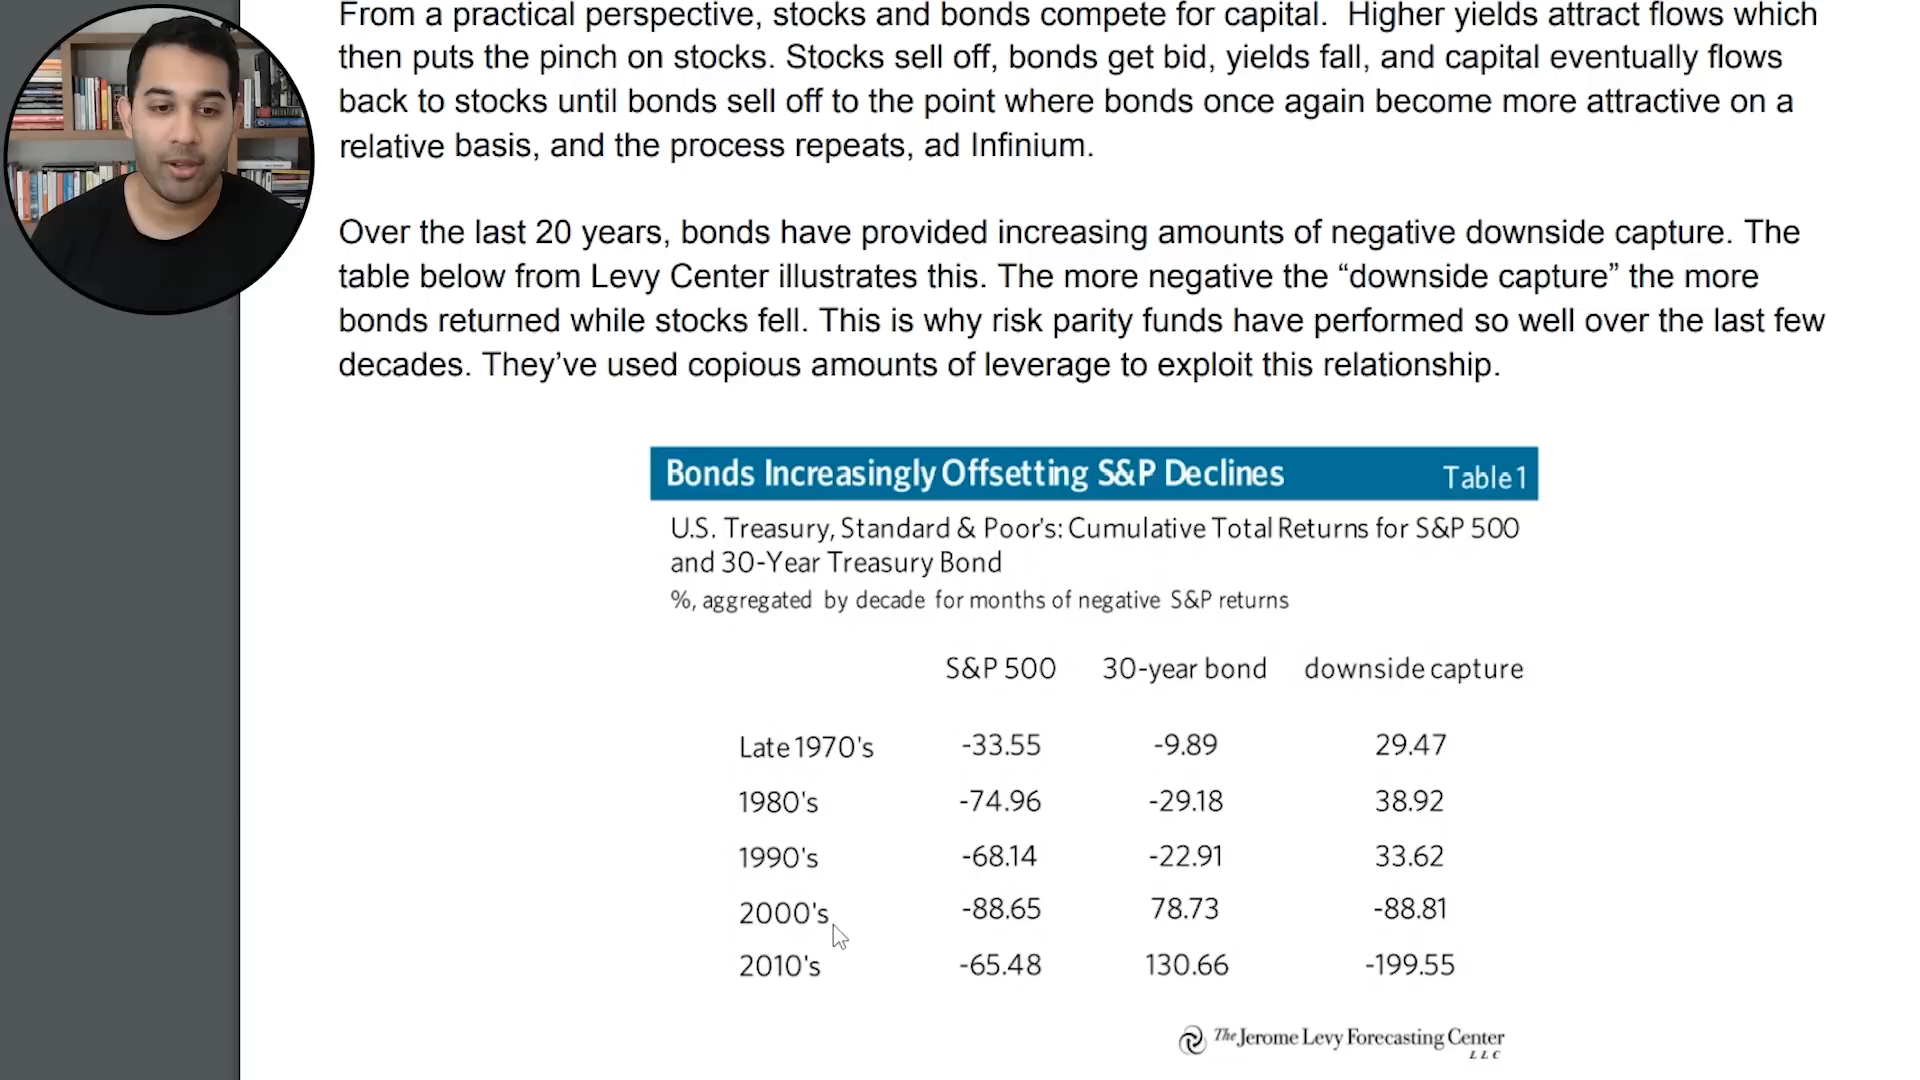 From a practical perspective, stocks and bonds compete for capital.  Higher yields attract flows which
then puts the pinch on stocks. Stocks sell off, bonds get bid, yields fall, and capital eventually flows
back to stocks until bonds sell off to the point where bonds once again become more attractive on a
relative basis, and the process repeats, ad Infinium.
Over the last 20 years, bonds have provided increasing amounts of negative downside capture. The
table below from Levy Center illustrates this. The more negative the “downside capture” the more
bonds returned while stocks fell. This is why risk parity funds have performed so well over the last few
decades. They’ve used copious amounts of leverage to exploit this relationship.
Bonds Increasingly Offsetting S&P Declines Table 1
U.S. Treasury, Standard & Poor's: Cumulative Total Returns for S&P 500
and 30-Year Treasury Bond
%, aggregated by decade for months of negative S&P returns
S&P 500 30-year bond downside capture
Late 1970's -33.55 -9.89 29.47
1980's -74.96 -29.18 38.92
1990's -68.14 -22.91 33.62
2000's -88.65 78.73 -88.81
2010's -65.48 130.66 -199.55
The Jerome Levy Forecasting Center
LLC